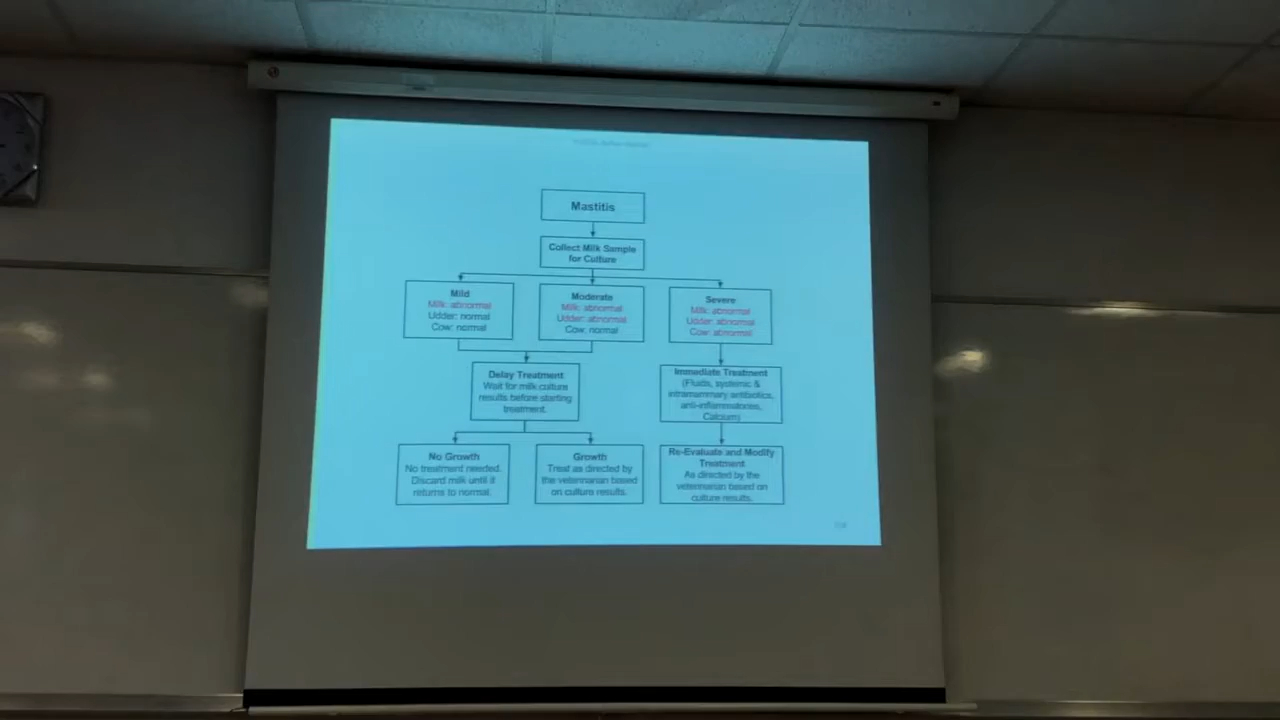 Mastitis
Collect Milk Sample
for Culture
Mild
Milk: abnormal
Udder: normal
Cow: normal
Moderate
Milk: abnormal
Udder: abnormal
Cow: normal
Severe
Milk: abnormal
Udder: abnormal
Cow: abnormal
Delay Treatment
Wait for milk culture
results before starting
treatment.
Immediate Treatment
(Fluids, systemic &
intramammary antibiotics,
anti-inflammatories,
Calcium)
No Growth
No treatment needed.
Discard milk until it
returns to normal.
Growth
Treat as directed by
the veterinarian based
on culture results.
Re-Evaluate and Modify
Treatment
As directed by the
veterinarian based on
culture results.